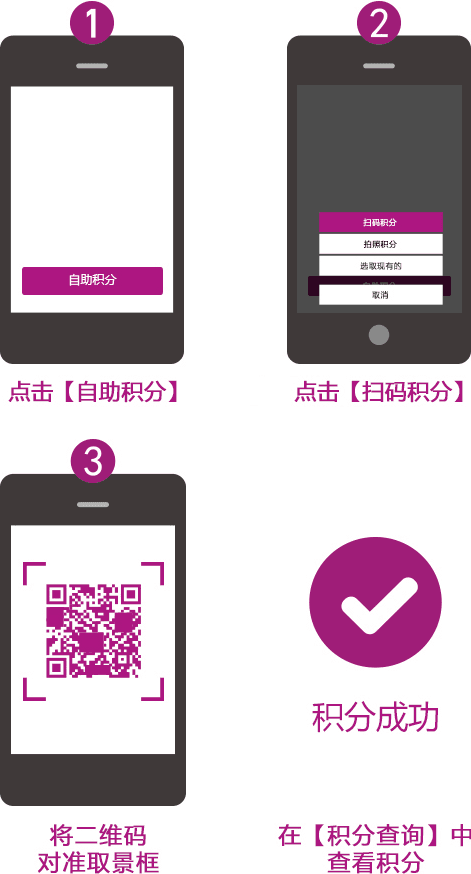 1
2
自助积分
扫码积分
拍照积分
选取现有的
取消
点击【自助积分】
点击【扫码积分】
3
积分成功
将二维码
对准取景框
在【积分查询】中
查看积分